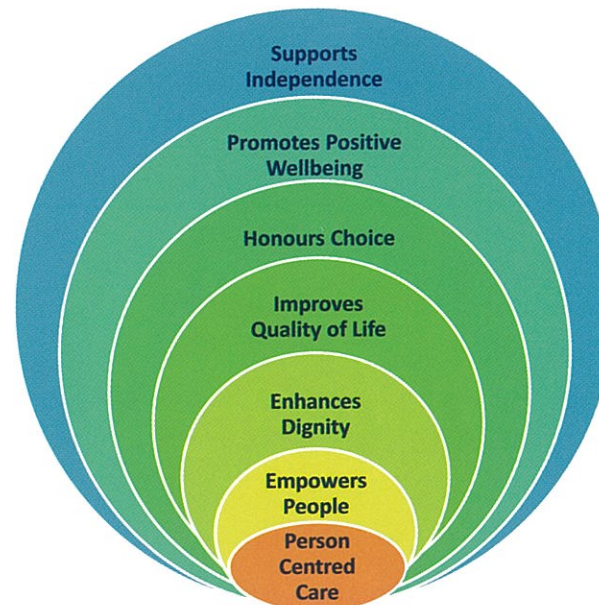 Supports
Independence
Promotes Positive
Wellbeing
Honours Choice
Improves
Quality of Life
Enhances
Dignity
Empowers
People
Person
Centred
Care